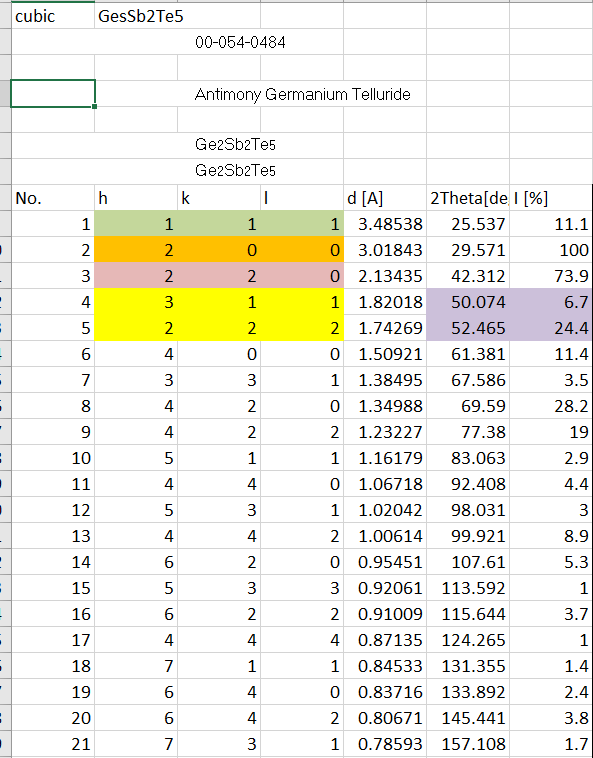 cubic GesSb2Te5
00-054-0484
Antimony Germanium Telluride
Ge2Sb2Te5
Ge2Sb2Te5
No. h k l d [A] 2Theta[de I [%]
1 1 1 1 3.48538 25.537 11.1
2 2 0 0 3.01843 29.571 100
3 2 2 0 2.13435 42.312 73.9
4 3 1 1 1.82018 50.074 6.7
5 2 2 2 1.74269 52.465 24.4
6 4 0 0 1.50921 61.381 11.4
7 3 3 1 1.38495 67.586 3.5
8 4 2 0 1.34988 69.59 28.2
9 4 2 2 1.23227 77.38 19
10 5 1 1 1.16179 83.063 2.9
11 4 4 0 1.06718 92.408 4.4
12 5 3 1 1.02042 98.031 3
13 4 4 2 1.00614 99.921 8.9
14 6 2 0 0.95451 107.61 5.3
15 5 3 3 0.92061 113.592 1
16 6 2 2 0.91009 115.644 3.7
17 4 4 4 0.87135 124.265 1
18 7 1 1 0.84533 131.355 1.4
19 6 4 0 0.83716 133.892 2.4
20 6 4 2 0.80671 145.441 3.8
21 7 3 1 0.78593 157.108 1.7